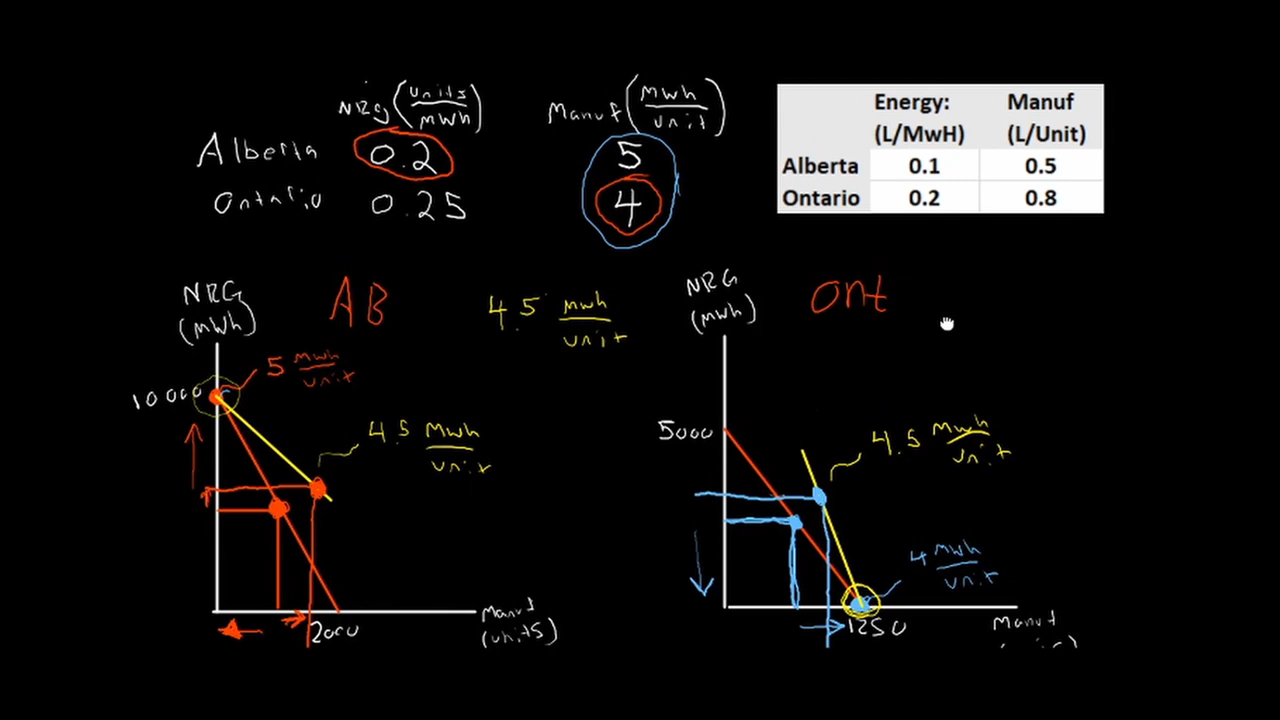 NRG (units/MWH) Manuf (MWh/unit)
Alberta 0.2 5
Ontario 0.25 4
Energy: Manuf
(L/MwH) (L/Unit)
Alberta 0.1 0.5
Ontario 0.2 0.8
NRG
(MWh)
AB
4.5 Mwh/unit
10000
5 Mwh/unit
4.5 Mwh/unit
2000
Manuf
(units)
NRG
(MWh)
Ont
5000
4.5 Mwh/unit
4 Mwh/unit
1250
Manuf